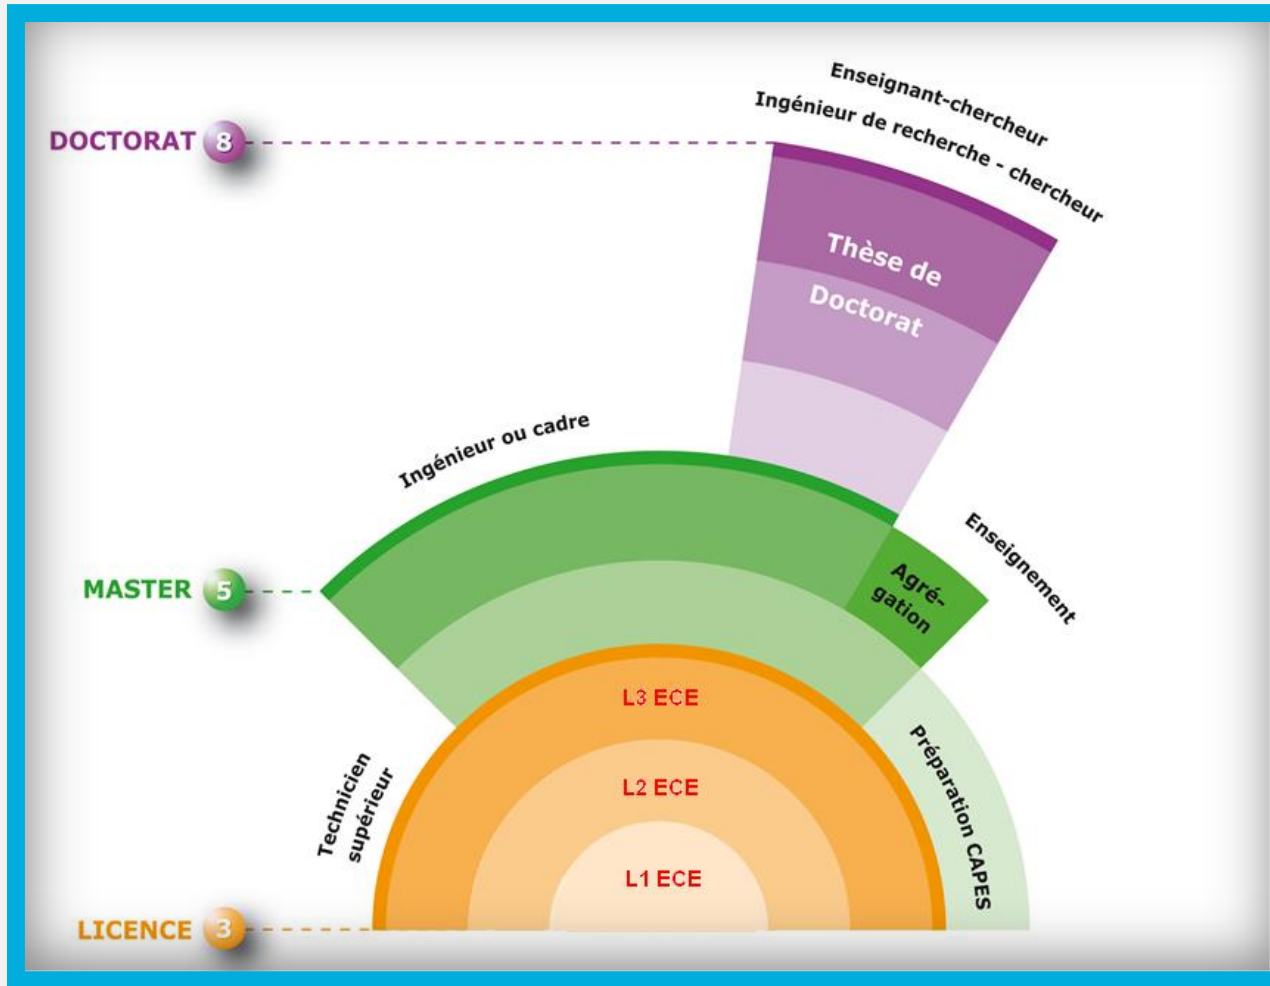 Enseignant-chercheur
Ingénieur de recherche - chercheur
DOCTORAT 8
Thèse de
Doctorat
Ingénieur ou cadre
Enseignement
MASTER 5
Agré-
gation
L3 ECE
Préparation CAPES
Technicien
supérieur
L2 ECE
L1 ECE
LICENCE 3